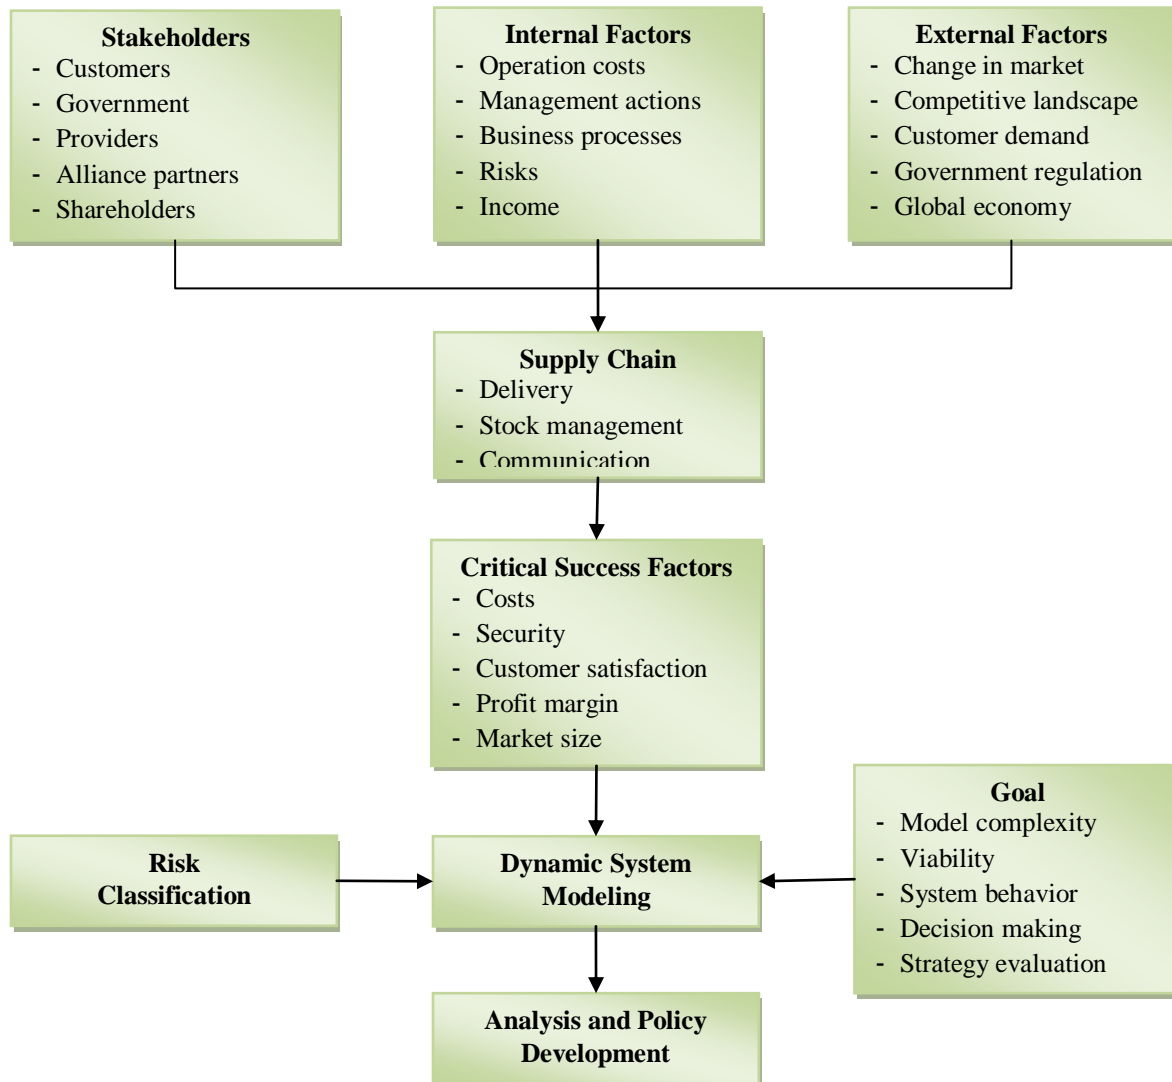 Stakeholders
- Customers
- Government
- Providers
- Alliance partners
- Shareholders
Internal Factors
- Operation costs
- Management actions
- Business processes
- Risks
- Income
External Factors
- Change in market
- Competitive landscape
- Customer demand
- Government regulation
- Global economy
Supply Chain
- Delivery
- Stock management
- Communication
Critical Success Factors
- Costs
- Security
- Customer satisfaction
- Profit margin
- Market size
Goal
- Model complexity
- Viability
- System behavior
- Decision making
- Strategy evaluation
Risk
Classification
Dynamic System
Modeling
Analysis and Policy
Development